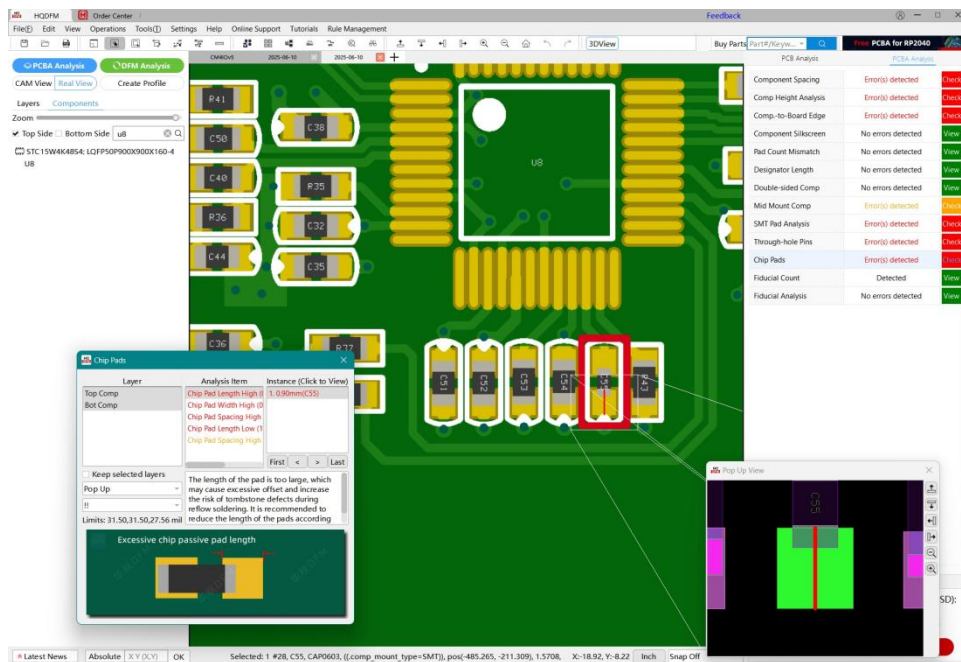 HQDFM
Order Center
Feedback
File(F) Edit View Operations Tools(T) Settings Help Online Support Tutorials Rule Management
3DView
Buy Parts
Part#/Keyw...
Free PCBA for RP2040
CM4IOv5
2025-06-10
2025-06-10
PCBA Analysis
DFM Analysis
CAM View
Real View
Create Profile
Layers
Components
Zoom
Top Side
Bottom Side
u8
STC15W4K48S4; LQFP50P900X900X160-4
U8
R41
C50
C40
R36
C44
C36
C38
R35
C32
C35
R37
U8
C51
C52
C53
C54
C55
R43
PCB Analysis
PCBA Analysis
Component Spacing Error(s) detected Check
Comp Height Analysis Error(s) detected Check
Comp.-to-Board Edge Error(s) detected Check
Component Silkscreen No errors detected View
Pad Count Mismatch No errors detected View
Designator Length No errors detected View
Double-sided Comp No errors detected View
Mid Mount Comp Error(s) detected Check
SMT Pad Analysis Error(s) detected Check
Through-hole Pins Error(s) detected Check
Chip Pads Error(s) detected Check
Fiducial Count Detected View
Fiducial Analysis No errors detected View
Chip Pads
Layer
Analysis Item
Instance (Click to View)
Top Comp
Bot Comp
Chip Pad Length High (
Chip Pad Width High (0
Chip Pad Spacing High
Chip Pad Length Low (1
Chip Pad Spacing High
1. 0.90mm(C55)
First < > Last
Keep selected layers
Pop Up
!!
Limits: 31.50,31.50,27.56 mil
The length of the pad is too large, which
may cause excessive offset and increase
the risk of tombstone defects during
reflow soldering. It is recommended to
reduce the length of the pads according
Excessive chip passive pad length
Pop Up View
C55
SD):
Latest News
Absolute
X Y (X,Y)
OK
Selected: 1 #28, C55, CAP0603, ((.comp_mount_type=SMT)), pos(-485.265, -211.309), 1.5708,
X:-18.92, Y:-8.22
Inch
Snap Off